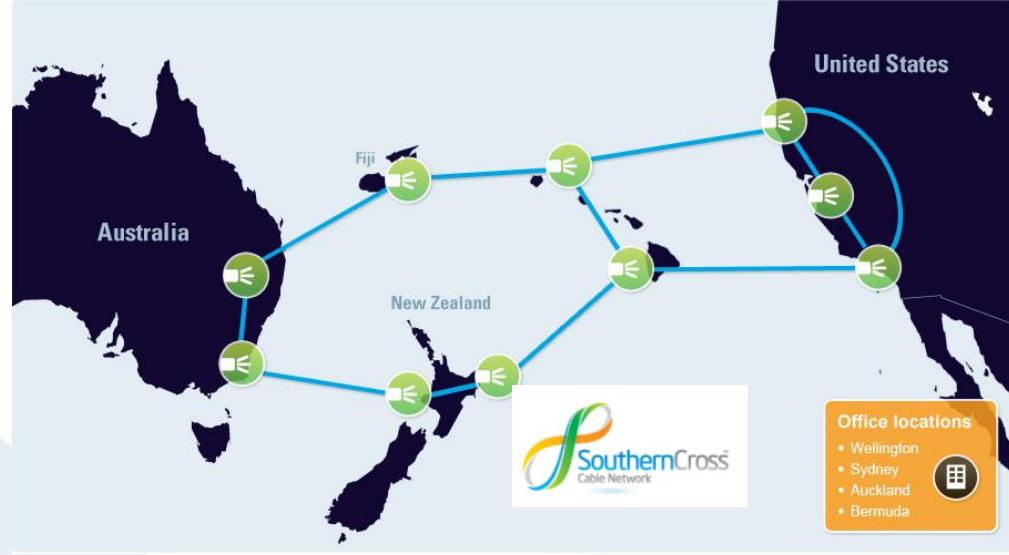 United States
Fiji
Australia
New Zealand
SouthernCross
Cable Network
Office locations
• Wellington
• Sydney
• Auckland
• Bermuda